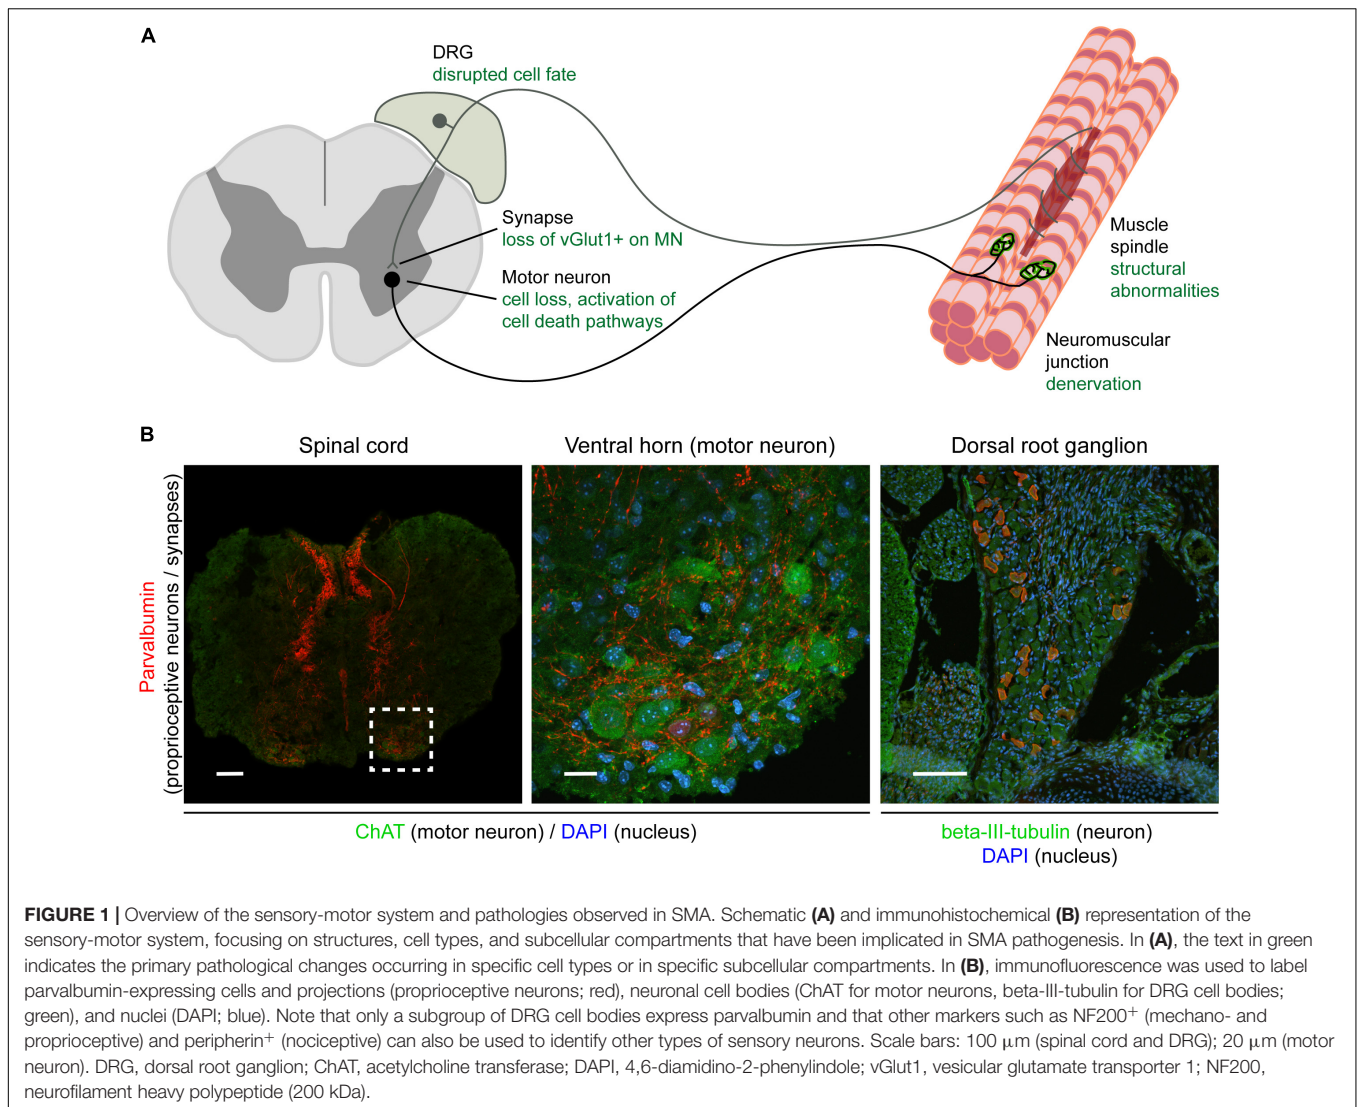 A
DRG
disrupted cell fate
Synapse
loss of vGlut1+ on MN
Motor neuron
cell loss, activation of
cell death pathways
Muscle
spindle
structural
abnormalities
Neuromuscular
junction
denervation
B
Spinal cord
Ventral horn (motor neuron)
Dorsal root ganglion
Parvalbumin
(proprioceptive neurons / synapses)
ChAT (motor neuron) / DAPI (nucleus)
beta-III-tubulin (neuron)
DAPI (nucleus)
FIGURE 1 | Overview of the sensory-motor system and pathologies observed in SMA. Schematic (A) and immunohistochemical (B) representation of the
sensory-motor system, focusing on structures, cell types, and subcellular compartments that have been implicated in SMA pathogenesis. In (A), the text in green
indicates the primary pathological changes occurring in specific cell types or in specific subcellular compartments. In (B), immunofluorescence was used to label
parvalbumin-expressing cells and projections (proprioceptive neurons; red), neuronal cell bodies (ChAT for motor neurons, beta-III-tubulin for DRG cell bodies;
green), and nuclei (DAPI; blue). Note that only a subgroup of DRG cell bodies express parvalbumin and that other markers such as NF200⁺ (mechano- and
proprioceptive) and peripherin⁺ (nociceptive) can also be used to identify other types of sensory neurons. Scale bars: 100 μm (spinal cord and DRG); 20 μm (motor
neuron). DRG, dorsal root ganglion; ChAT, acetylcholine transferase; DAPI, 4,6-diamidino-2-phenylindole; vGlut1, vesicular glutamate transporter 1; NF200,
neurofilament heavy polypeptide (200 kDa).